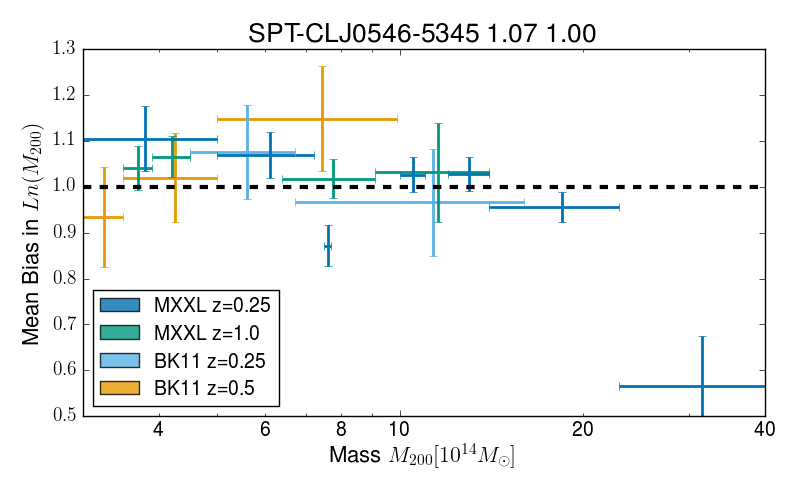 SPT-CLJ0546-5345 1.07 1.00
Mean Bias in Ln(M₂₀₀)
1.3
1.2
1.1
1.0
0.9
0.8
0.7
0.6
0.5
MXXL z=0.25
MXXL z=1.0
BK11 z=0.25
BK11 z=0.5
4 6 8 10 20 40
Mass M₂₀₀[10¹⁴M☉]